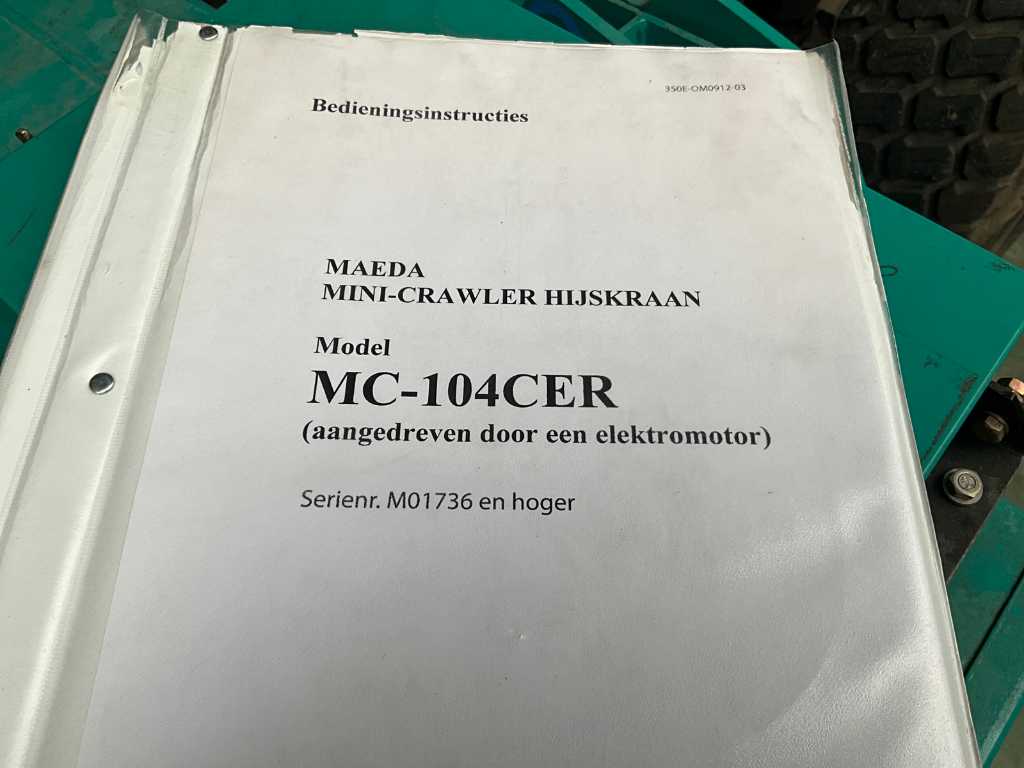 350E-OM0912-03
Bedieningsinstructies
MAEDA
MINI-CRAWLER HIJSKRAAN
Model
MC-104CER
(aangedreven door een elektromotor)
Serienr. M01736 en hoger